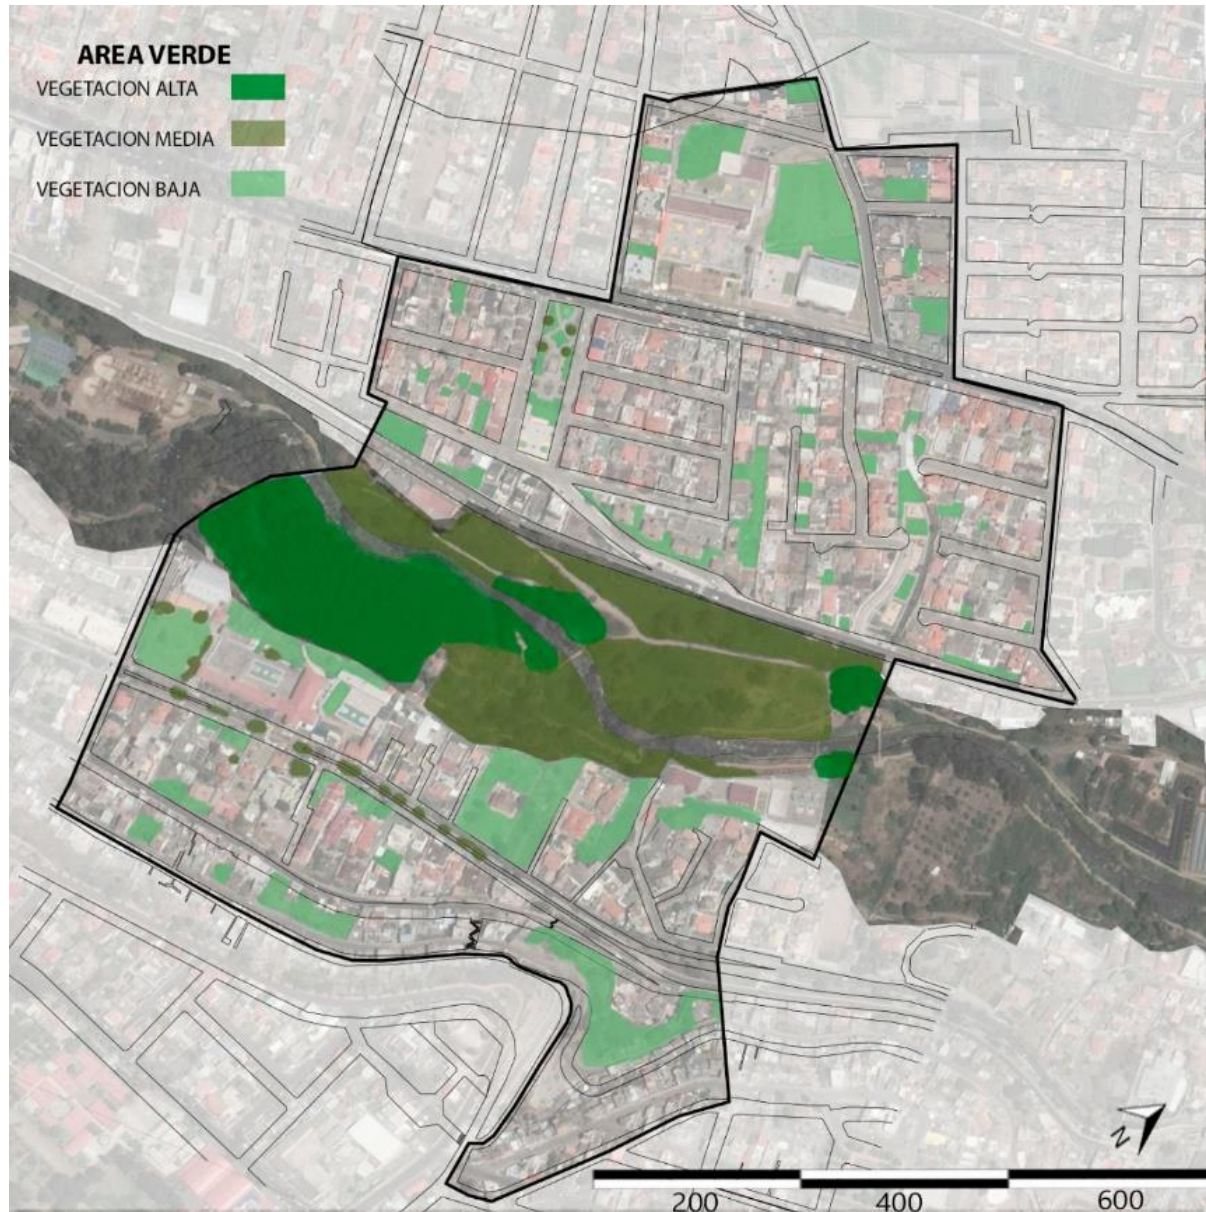 AREA VERDE
VEGETACION ALTA
VEGETACION MEDIA
VEGETACION BAJA
N
200 400 600